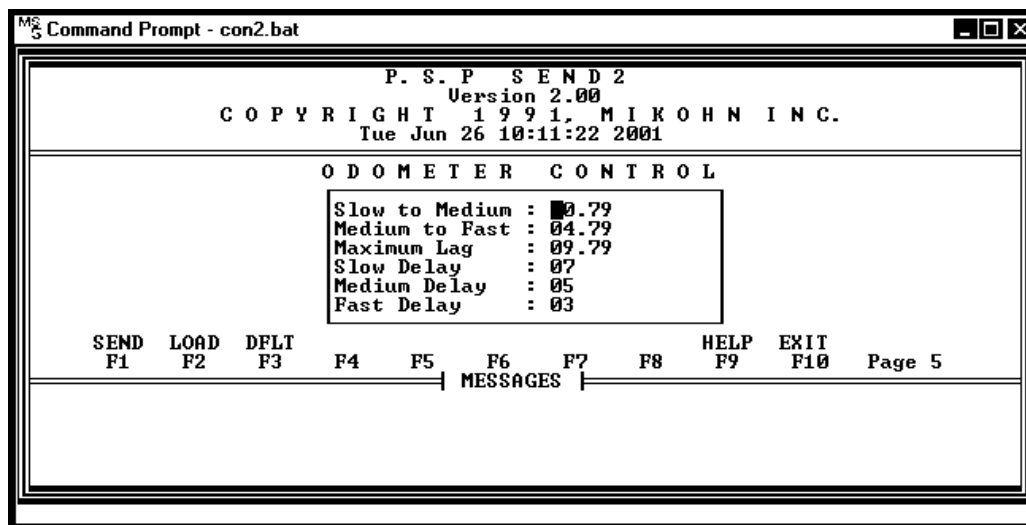 Command Prompt - con2.bat
P. S. P S E N D 2
Version 2.00
C O P Y R I G H T 1 9 9 1, M I K O H N I N C.
Tue Jun 26 10:11:22 2001
O D O M E T E R C O N T R O L
Slow to Medium : 0.79
Medium to Fast : 04.79
Maximum Lag : 09.79
Slow Delay : 07
Medium Delay : 05
Fast Delay : 03
SEND LOAD DFLT HELP EXIT
F1 F2 F3 F4 F5 F6 F7 F8 F9 F10 Page 5
MESSAGES